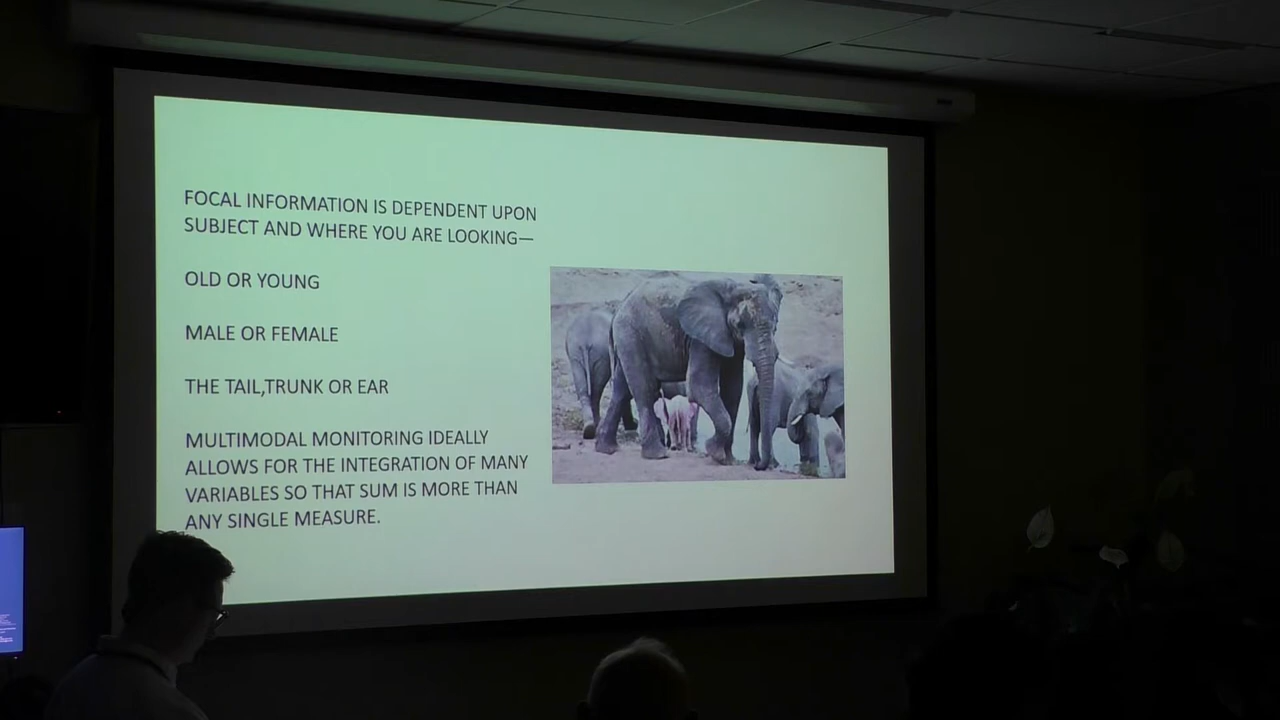 FOCAL INFORMATION IS DEPENDENT UPON
SUBJECT AND WHERE YOU ARE LOOKING—
OLD OR YOUNG
MALE OR FEMALE
THE TAIL,TRUNK OR EAR
MULTIMODAL MONITORING IDEALLY
ALLOWS FOR THE INTEGRATION OF MANY
VARIABLES SO THAT SUM IS MORE THAN
ANY SINGLE MEASURE.